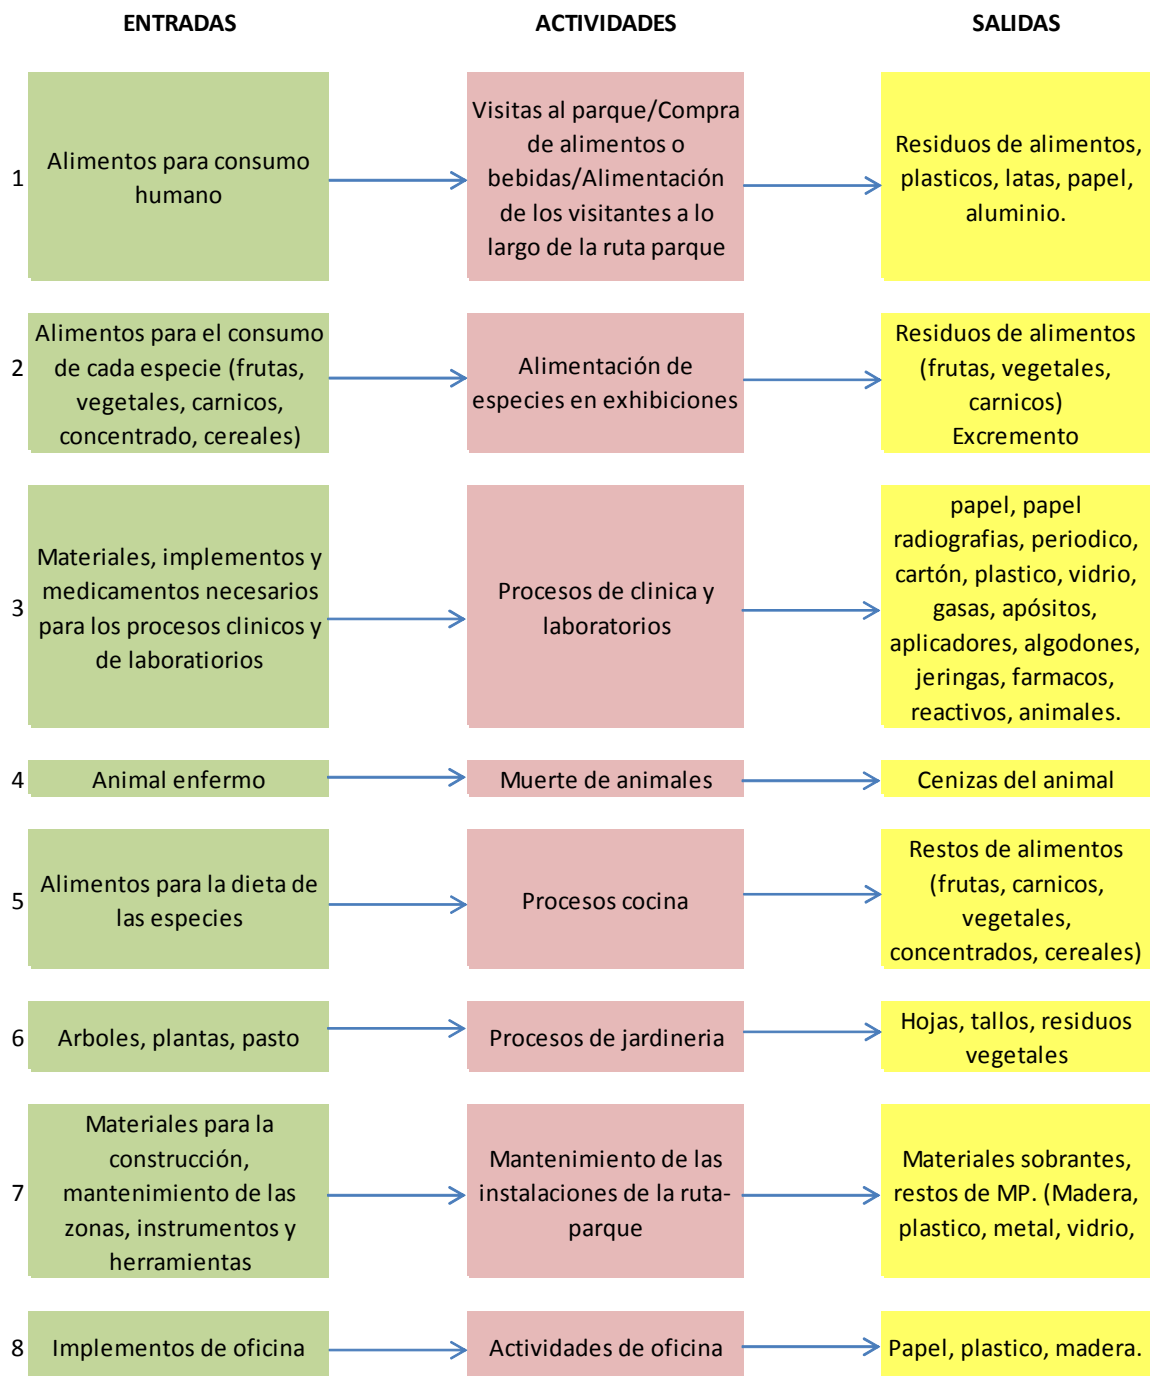 ENTRADAS
ACTIVIDADES
SALIDAS
1
Alimentos para consumo
humano
Visitas al parque/Compra
de alimentos o
bebidas/Alimentación
de los visitantes a lo
largo de la ruta parque
Residuos de alimentos,
plasticos, latas, papel,
aluminio.
2
Alimentos para el consumo
de cada especie (frutas,
vegetales, carnicos,
concentrado, cereales)
Alimentación de
especies en exhibiciones
Residuos de alimentos
(frutas, vegetales,
carnicos)
Excremento
3
Materiales, implementos y
medicamentos necesarios
para los procesos clinicos y
de laboratiorios
Procesos de clinica y
laboratorios
papel, papel
radiografias, periodico,
cartón, plastico, vidrio,
gasas, apósitos,
aplicadores, algodones,
jeringas, farmacos,
reactivos, animales.
4
Animal enfermo
Muerte de animales
Cenizas del animal
5
Alimentos para la dieta de
las especies
Procesos cocina
Restos de alimentos
(frutas, carnicos,
vegetales,
concentrados, cereales)
6
Arboles, plantas, pasto
Procesos de jardineria
Hojas, tallos, residuos
vegetales
7
Materiales para la
construcción,
mantenimiento de las
zonas, instrumentos y
herramientas
Mantenimiento de las
instalaciones de la ruta-
parque
Materiales sobrantes,
restos de MP. (Madera,
plastico, metal, vidrio,
8
Implementos de oficina
Actividades de oficina
Papel, plastico, madera.